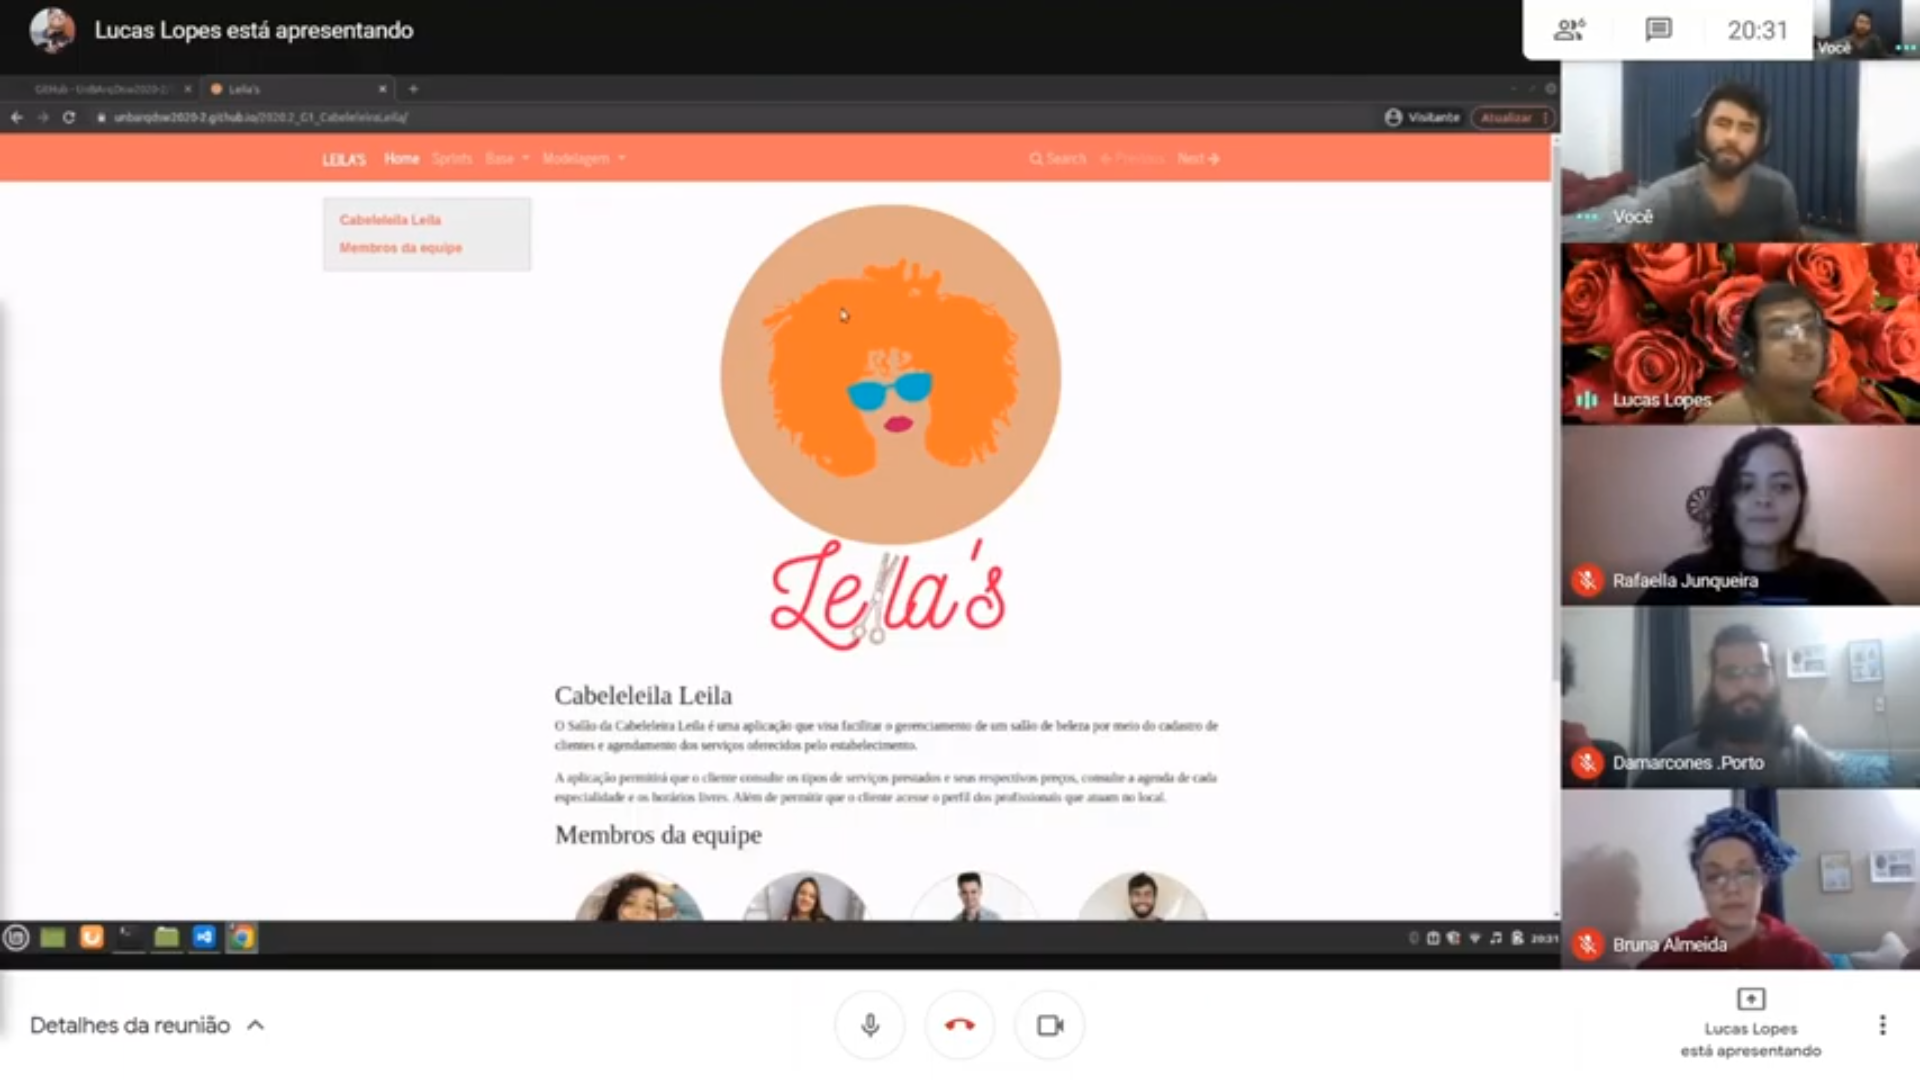 Lucas Lopes está apresentando
20:31
Você
Leila's
unbarqdsw2020-2.github.io/2020.2_G1_CabeleleiraLeila/
Visitante
Atualizar
LEILA'S
Home
Sprints
Base
Modelagem
Search
Previous
Next
Cabeleleila Leila
Membros da equipe
Leila's
Cabeleleila Leila
O Salão da Cabeleleira Leila é uma aplicação que visa facilitar o gerenciamento de um salão de beleza por meio do cadastro de
clientes e agendamento dos serviços oferecidos pelo estabelecimento.
A aplicação permitirá que o cliente consulte os tipos de serviços prestados e seus respectivos preços, consulte a agenda de cada
especialidade e os horários livres. Além de permitir que o cliente acesse o perfil dos profissionais que atuam no local.
Membros da equipe
20:31
Você
Lucas Lopes
Rafaella Junqueira
Damarcones .Porto
Bruna Almeida
Detalhes da reunião
Lucas Lopes
está apresentando